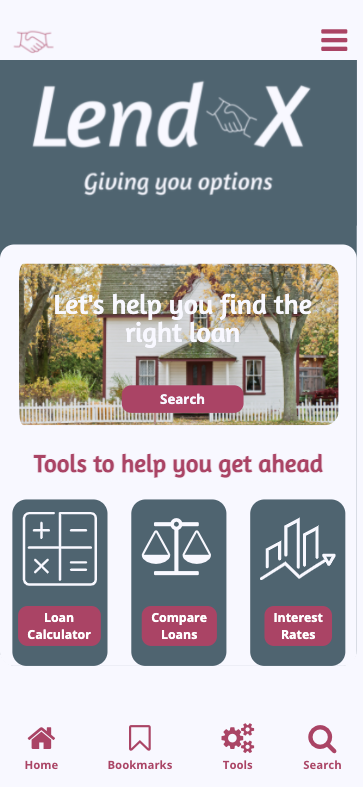 Lend X
Giving you options
Let's help you find the
right loan
Search
Tools to help you get ahead
Loan
Calculator
Compare
Loans
Interest
Rates
Home
Bookmarks
Tools
Search